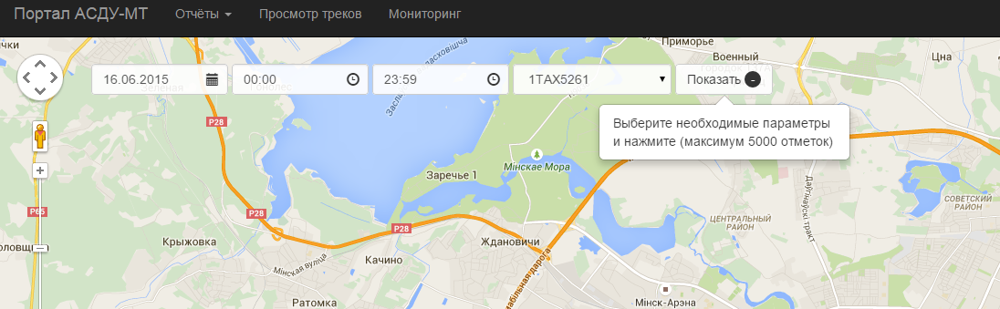 Портал АСДУ-МТ Отчёты Просмотр треков Мониторинг
Приморье
Военный
Цна
16.06.2015 00:00 23:59 1TAX5261 Показать -
Выберите необходимые параметры
и нажмите (максимум 5000 отметок)
P28
Мінскае Мора
Заречье 1
P65
P28
P28
СОВЕТСКИЙ
РАЙОН
ЦЕНТРАЛЬНЫЙ
РАЙОН
Даўгінаўскі тракт
Крыжовка
Ждановичи
Качино
Мінская вуліца
Ратомка
Мінск-Арэна